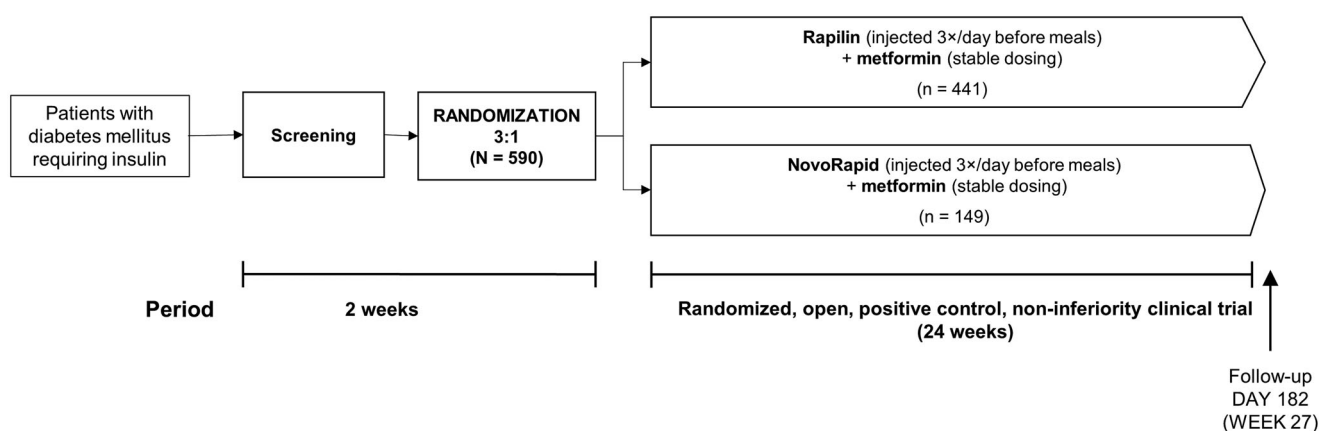 Patients with
diabetes mellitus
requiring insulin
Screening
RANDOMIZATION
3:1
(N = 590)
Rapilin (injected 3×/day before meals)
+ metformin (stable dosing)
(n = 441)
NovoRapid (injected 3×/day before meals)
+ metformin (stable dosing)
(n = 149)
Period
2 weeks
Randomized, open, positive control, non-inferiority clinical trial
(24 weeks)
Follow-up
DAY 182
(WEEK 27)